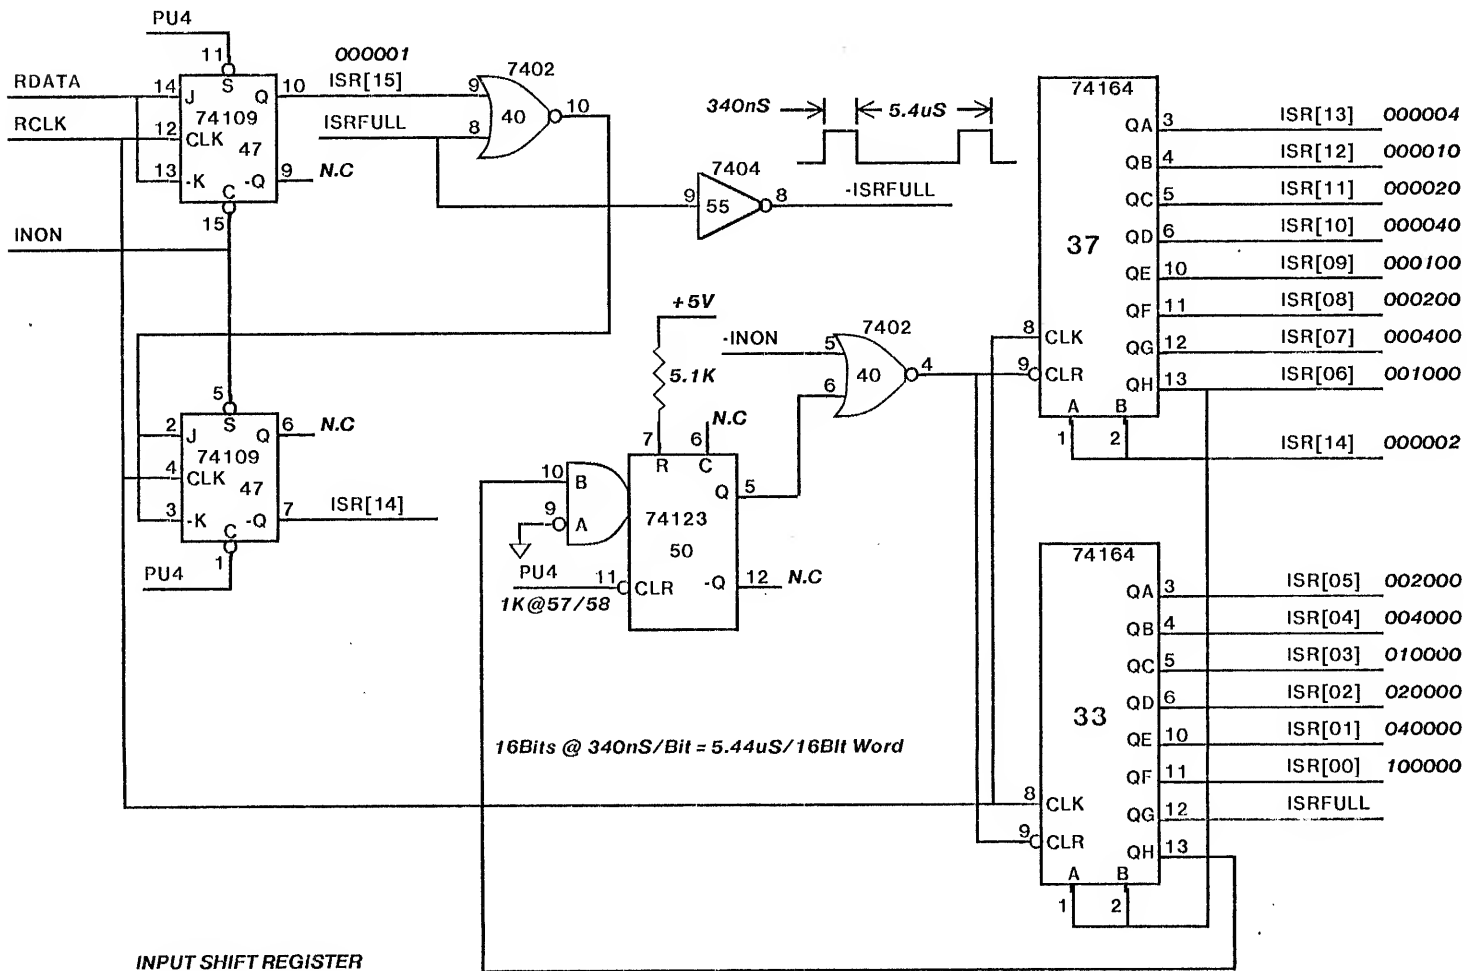 PU4
11
S
RDATA
14
J
Q
10
000001
ISR[15]
74109
RCLK
12
CLK
47
13
-K
-Q
9
N.C
C
15
INON
ISRFULL
9
8
7402
40
10
7404
9
55
8
-ISRFULL
340nS
5.4uS
5
S
2
J
Q
6
N.C
74109
4
CLK
47
3
-K
-Q
7
ISR[14]
C
1
PU4
+5V
5.1K
7
R
6
C
N.C
10
B
9
A
74123
50
Q
5
PU4
11
CLR
-Q
12
N.C
1K@57/58
-INON
5
6
7402
40
4
74164
37
QA 3 ISR[13] 000004
QB 4 ISR[12] 000010
QC 5 ISR[11] 000020
QD 6 ISR[10] 000040
QE 10 ISR[09] 000100
QF 11 ISR[08] 000200
QG 12 ISR[07] 000400
QH 13 ISR[06] 001000
8 CLK
9 CLR
A B
1 2
ISR[14] 000002
74164
33
QA 3 ISR[05] 002000
QB 4 ISR[04] 004000
QC 5 ISR[03] 010000
QD 6 ISR[02] 020000
QE 10 ISR[01] 040000
QF 11 ISR[00] 100000
QG 12 ISRFULL
QH 13
8 CLK
9 CLR
A B
1 2
16Bits @ 340nS/Bit = 5.44uS/16Bit Word
INPUT SHIFT REGISTER